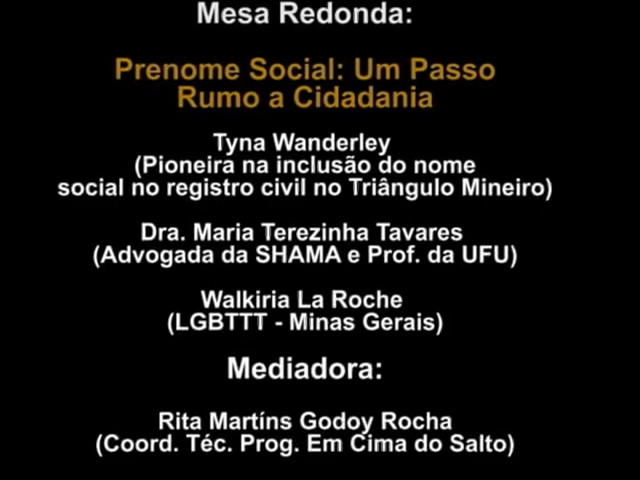 Mesa Redonda:
Prenome Social: Um Passo
Rumo a Cidadania
Tyna Wanderley
(Pioneira na inclusão do nome
social no registro civil no Triângulo Mineiro)
Dra. Maria Terezinha Tavares
(Advogada da SHAMA e Prof. da UFU)
Walkiria La Roche
(LGBTTT - Minas Gerais)
Mediadora:
Rita Martíns Godoy Rocha
(Coord. Téc. Prog. Em Cima do Salto)